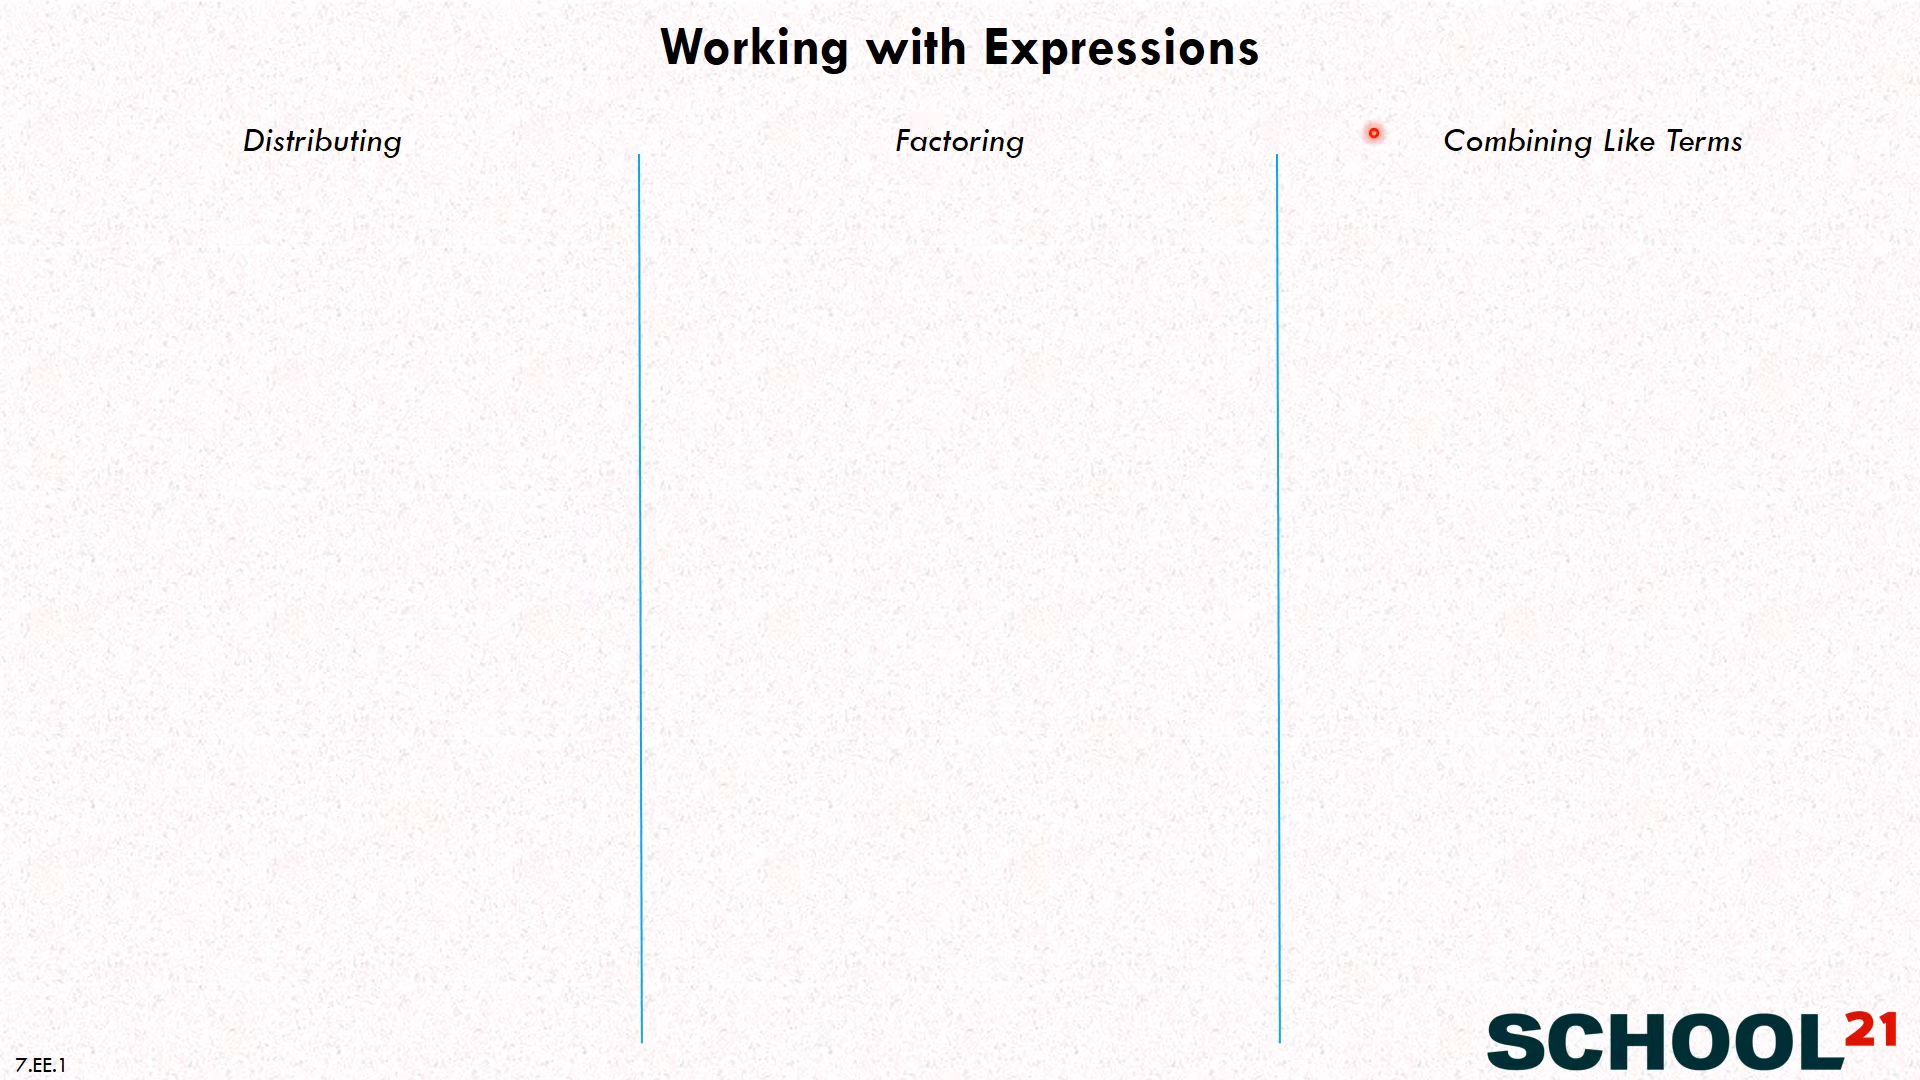 Working with Expressions
Distributing
Factoring
Combining Like Terms
7.EE.1
SCHOOL21